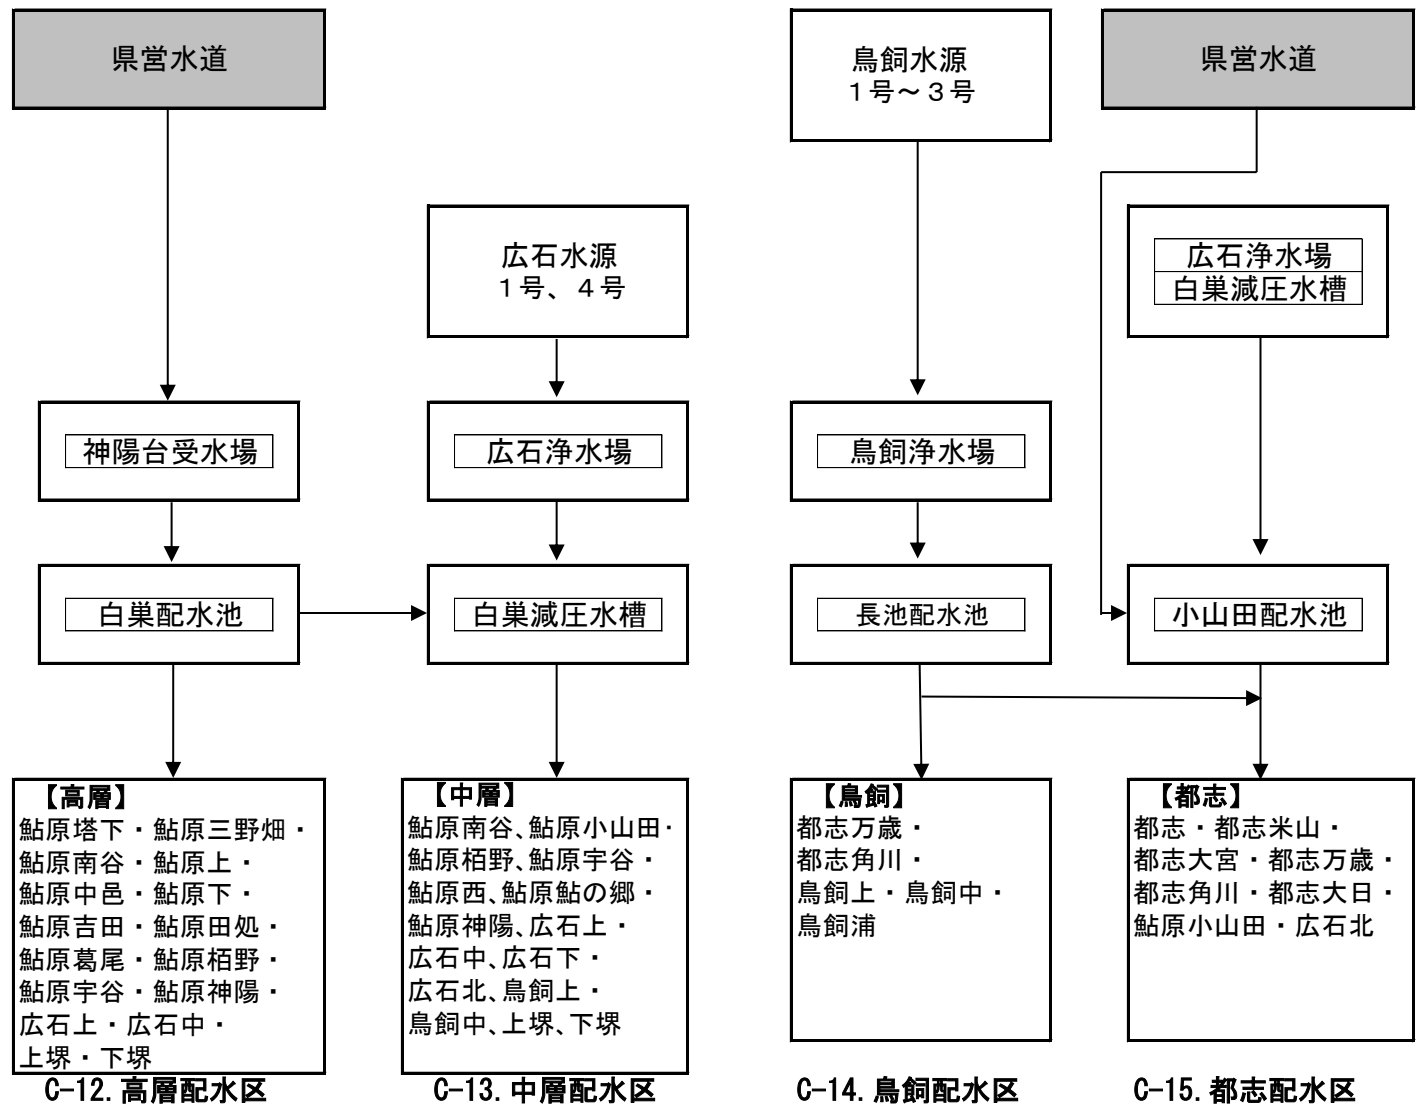 県営水道
鳥飼水源
１号～３号
県営水道
広石水源
１号、４号
広石浄水場
白巣減圧水槽
神陽台受水場
広石浄水場
鳥飼浄水場
白巣配水池
白巣減圧水槽
長池配水池
小山田配水池
【高層】
鮎原塔下・鮎原三野畑・
鮎原南谷・鮎原上・
鮎原中邑・鮎原下・
鮎原吉田・鮎原田処・
鮎原葛尾・鮎原栢野・
鮎原宇谷・鮎原神陽・
広石上・広石中・
上堺・下堺
C-12.高層配水区
【中層】
鮎原南谷、鮎原小山田・
鮎原栢野、鮎原宇谷・
鮎原西、鮎原鮎の郷・
鮎原神陽、広石上・
広石中、広石下・
広石北、鳥飼上・
鳥飼中、上堺、下堺
C-13.中層配水区
【鳥飼】
都志万歳・
都志角川・
鳥飼上・鳥飼中・
鳥飼浦
C-14.鳥飼配水区
【都志】
都志・都志米山・
都志大宮・都志万歳・
都志角川・都志大日・
鮎原小山田・広石北
C-15.都志配水区